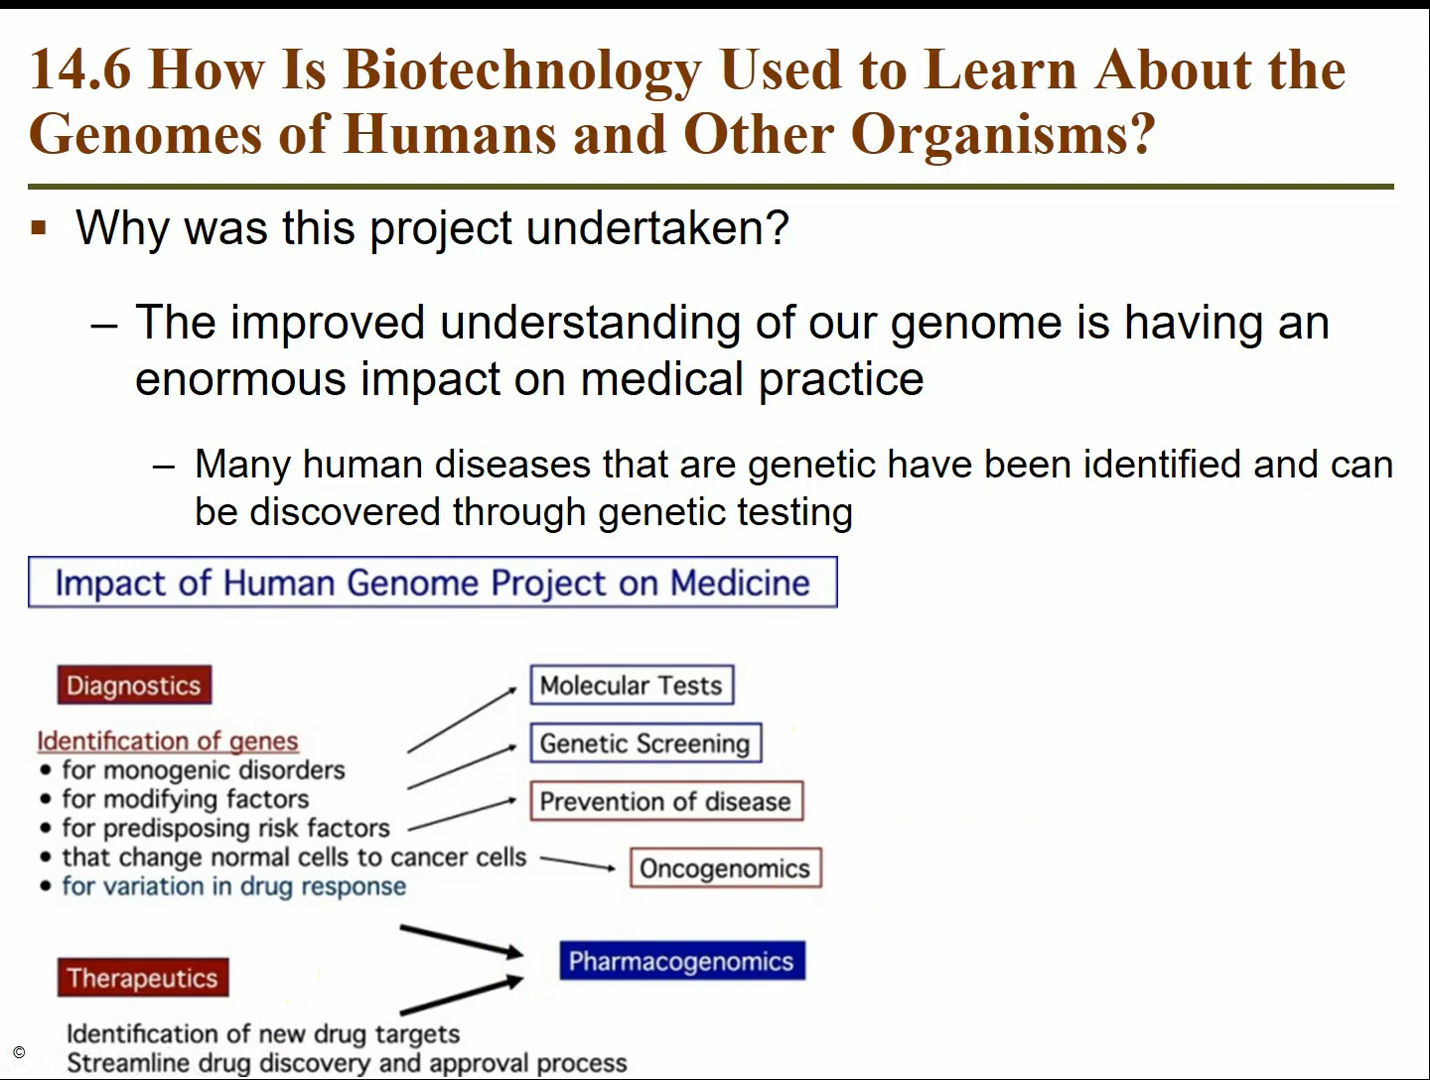 14.6 How Is Biotechnology Used to Learn About the
Genomes of Humans and Other Organisms?
▪ Why was this project undertaken?
– The improved understanding of our genome is having an
enormous impact on medical practice
– Many human diseases that are genetic have been identified and can
be discovered through genetic testing
Impact of Human Genome Project on Medicine
Diagnostics
Identification of genes
• for monogenic disorders
• for modifying factors
• for predisposing risk factors
• that change normal cells to cancer cells
• for variation in drug response
Molecular Tests
Genetic Screening
Prevention of disease
Oncogenomics
Pharmacogenomics
Therapeutics
Identification of new drug targets
Streamline drug discovery and approval process
©